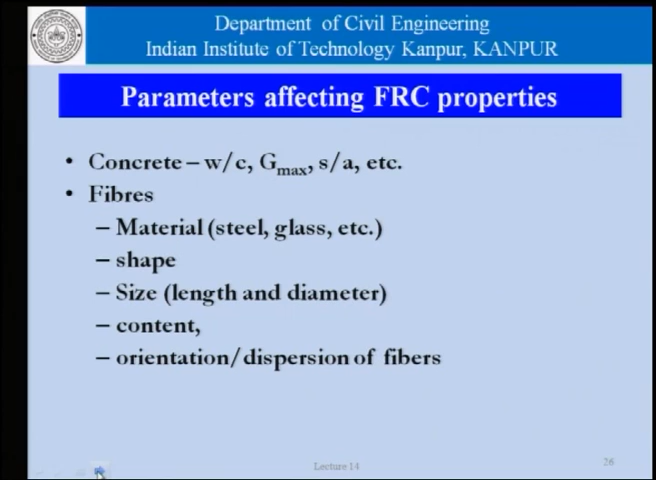 Department of Civil Engineering
Indian Institute of Technology Kanpur, KANPUR
Parameters affecting FRC properties
• Concrete – w/c, Gmax, s/a, etc.
• Fibres
– Material (steel, glass, etc.)
– shape
– Size (length and diameter)
– content,
– orientation/dispersion of fibers
Lecture 14
26